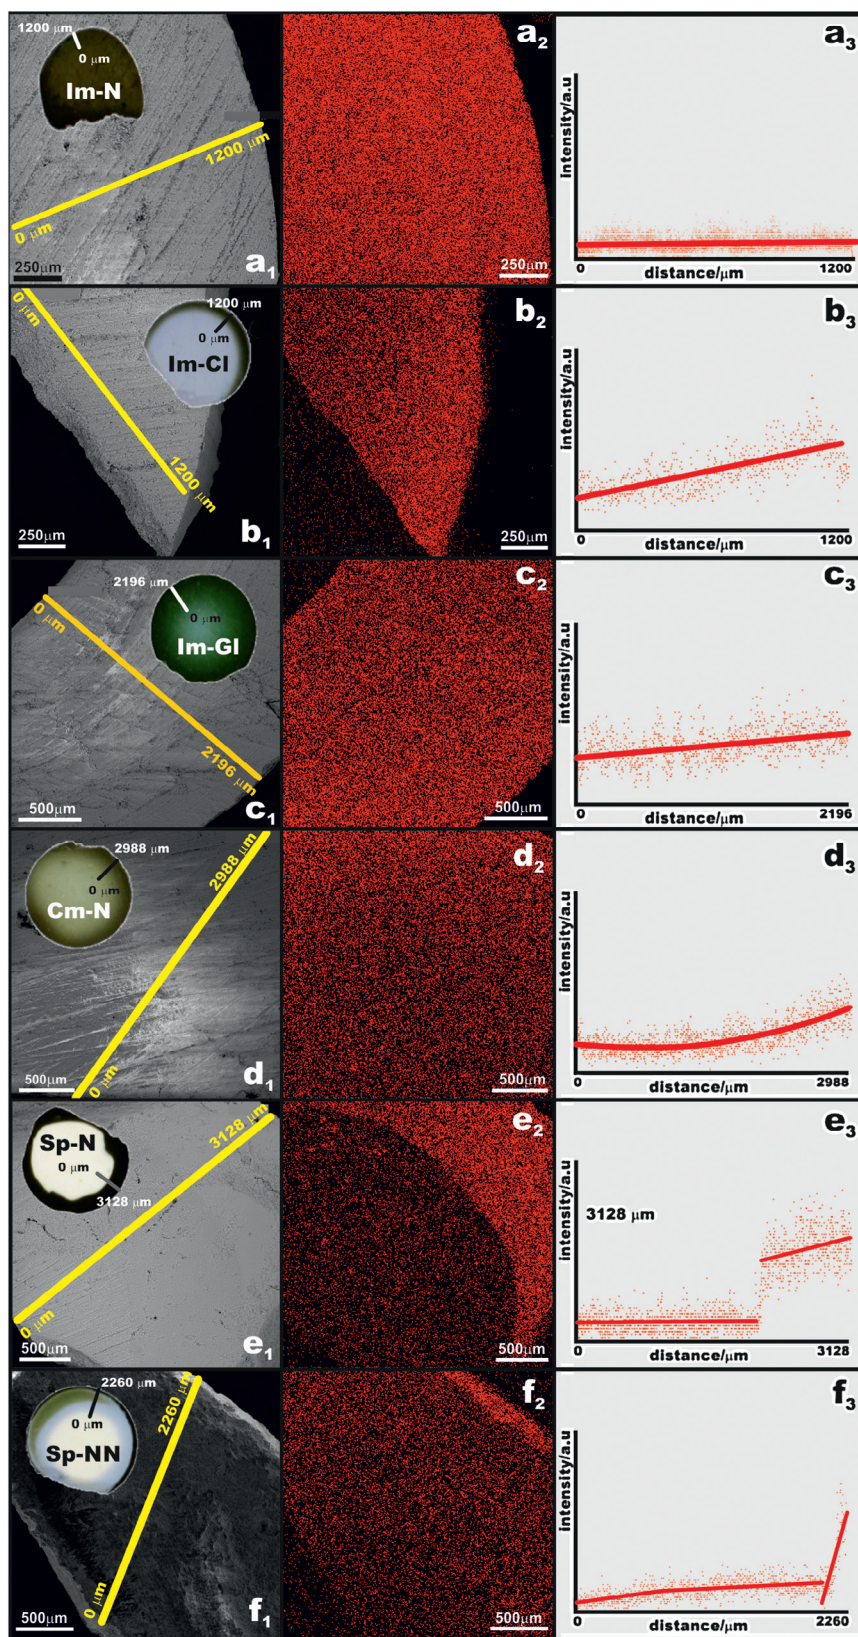 1200 μm
0 μm
Im-N
0 μm
1200 μm
250μm
a1
a2
250μm
a3
intensity/a.u
0
distance/μm
1200
0 μm
1200 μm
0 μm
Im-Cl
1200 μm
250μm
b1
b2
250μm
b3
intensity/a.u
0
distance/μm
1200
0 μm
2196 μm
0 μm
Im-Gl
2196 μm
500μm
c1
c2
500μm
c3
intensity/a.u
0
distance/μm
2196
2988 μm
0 μm
Cm-N
2988 μm
0 μm
500μm
d1
d2
500μm
d3
intensity/a.u
0
distance/μm
2988
Sp-N
0 μm
3128 μm
3128 μm
0 μm
500μm
e1
e2
500μm
e3
intensity/a.u
3128 μm
0
distance/μm
3128
2260 μm
0 μm
Sp-NN
2260 μm
0 μm
500μm
f1
f2
500μm
f3
intensity/a.u
0
distance/μm
2260